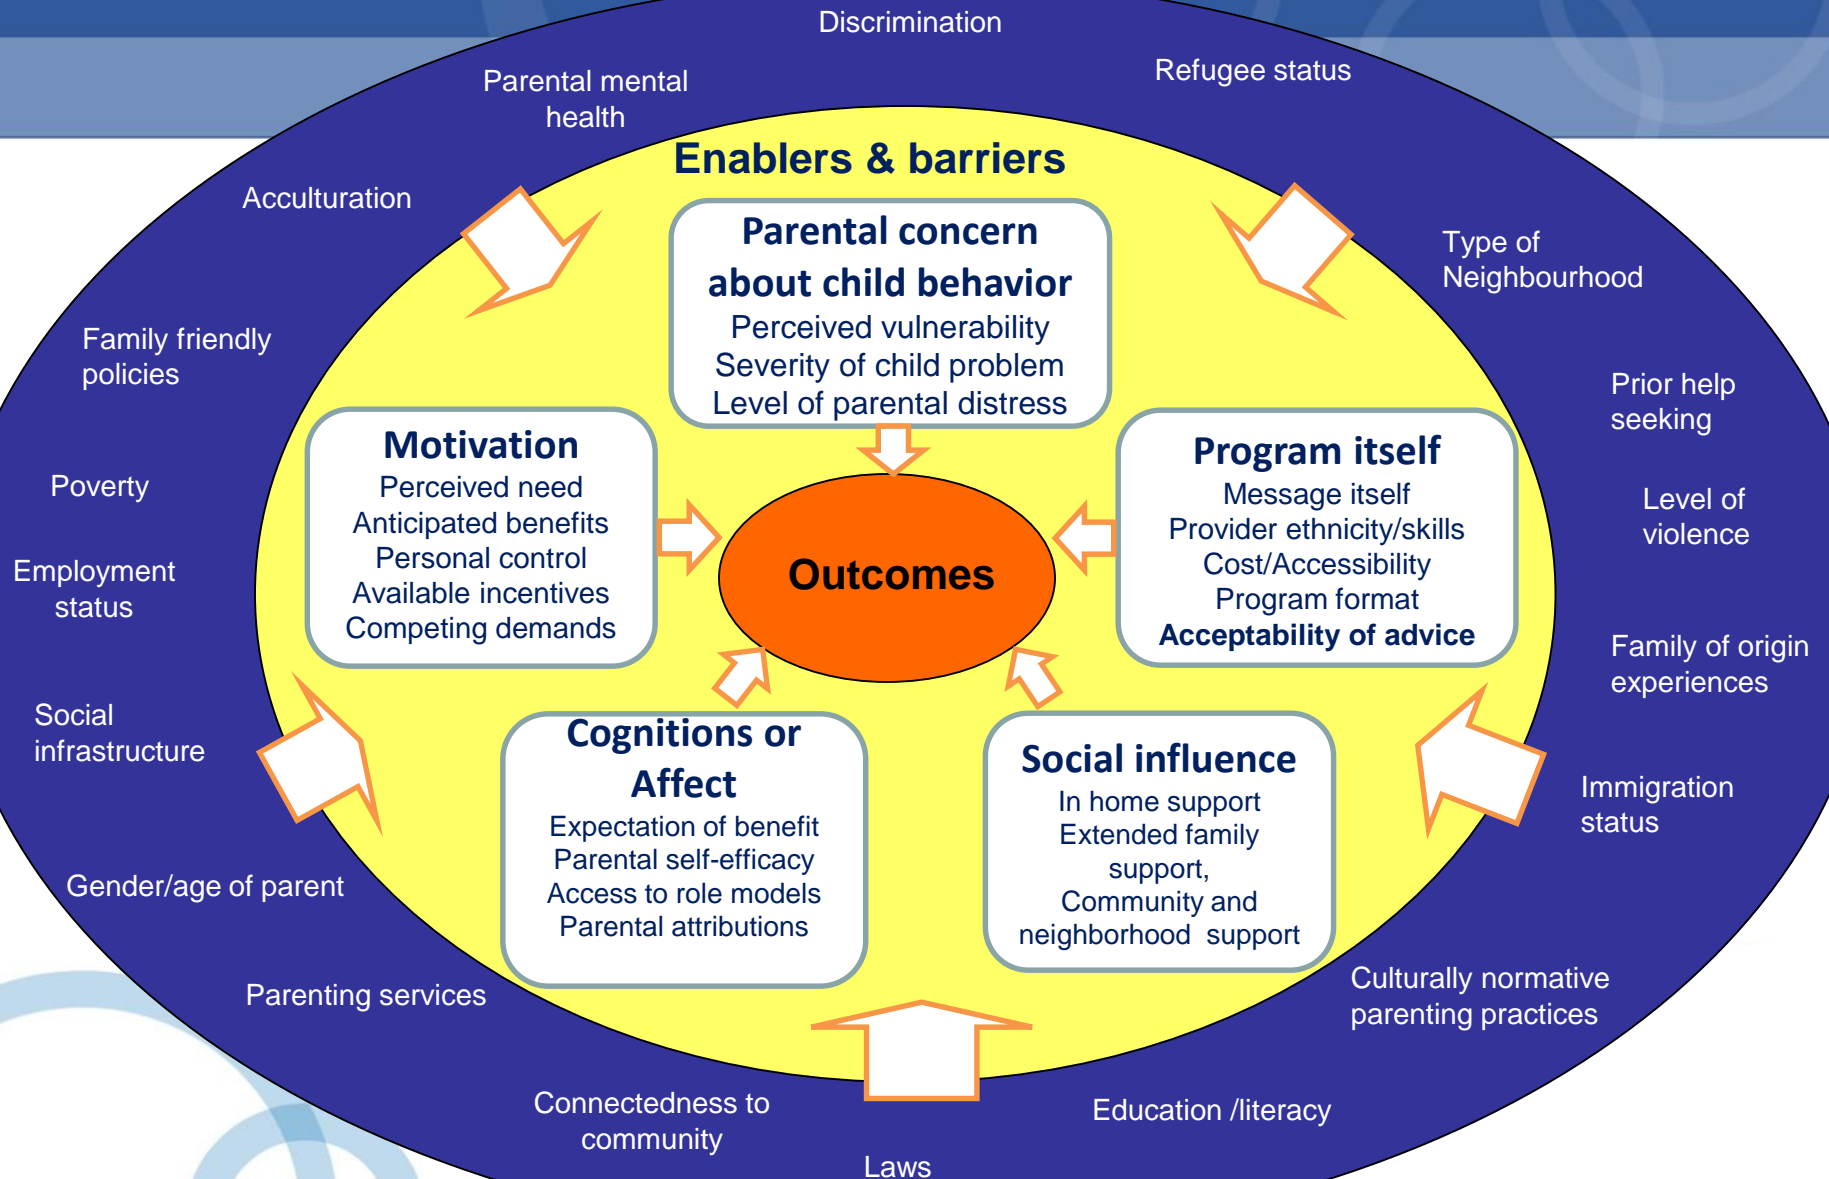 Discrimination
Parental mental
health
Refugee status
Enablers & barriers
Acculturation
Parental concern
about child behavior
Perceived vulnerability
Severity of child problem
Level of parental distress
Type of
Neighbourhood
Family friendly
policies
Prior help
seeking
Motivation
Perceived need
Anticipated benefits
Personal control
Available incentives
Competing demands
Program itself
Message itself
Provider ethnicity/skills
Cost/Accessibility
Program format
Acceptability of advice
Poverty
Level of
violence
Outcomes
Employment
status
Family of origin
experiences
Social
infrastructure
Cognitions or
Affect
Expectation of benefit
Parental self-efficacy
Access to role models
Parental attributions
Social influence
In home support
Extended family
support,
Community and
neighborhood support
Immigration
status
Gender/age of parent
Parenting services
Culturally normative
parenting practices
Connectedness to
community
Education /literacy
Laws